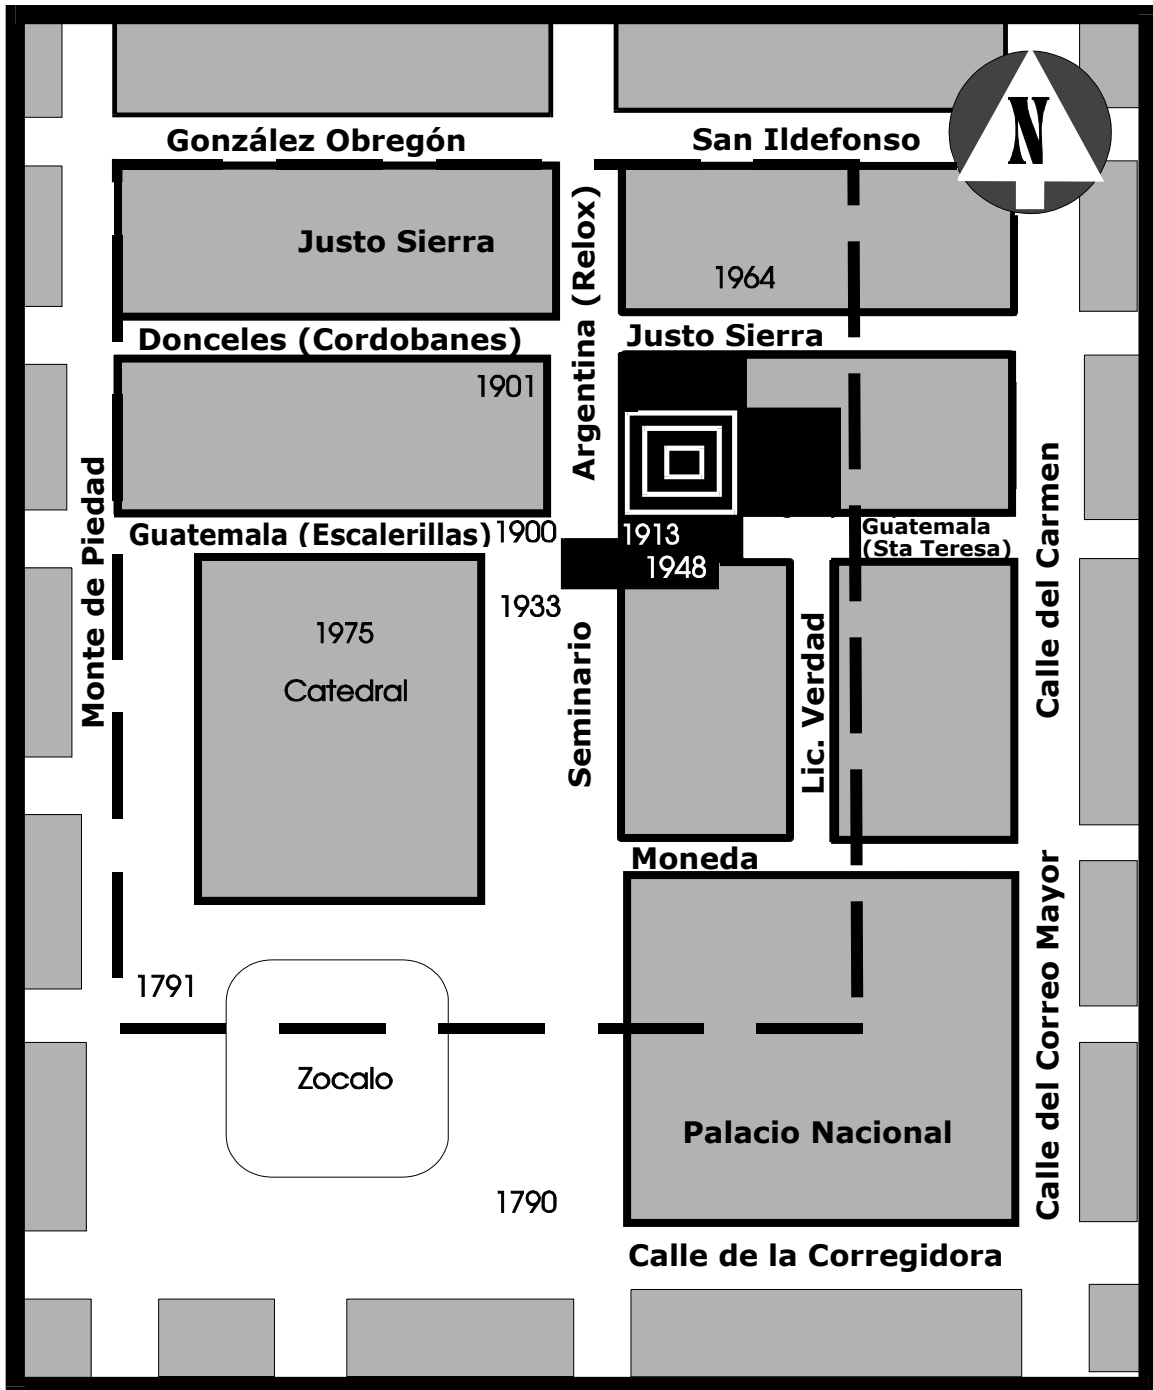 González Obregón
San Ildefonso
N
Justo Sierra
Argentina (Relox)
1964
Donceles (Cordobanes)
Justo Sierra
1901
Monte de Piedad
Calle del Carmen
Guatemala (Escalerillas)
1900
1913
Guatemala
(Sta Teresa)
1948
1933
1975
Catedral
Seminario
Lic. Verdad
Moneda
Calle del Correo Mayor
1791
Zocalo
Palacio Nacional
1790
Calle de la Corregidora